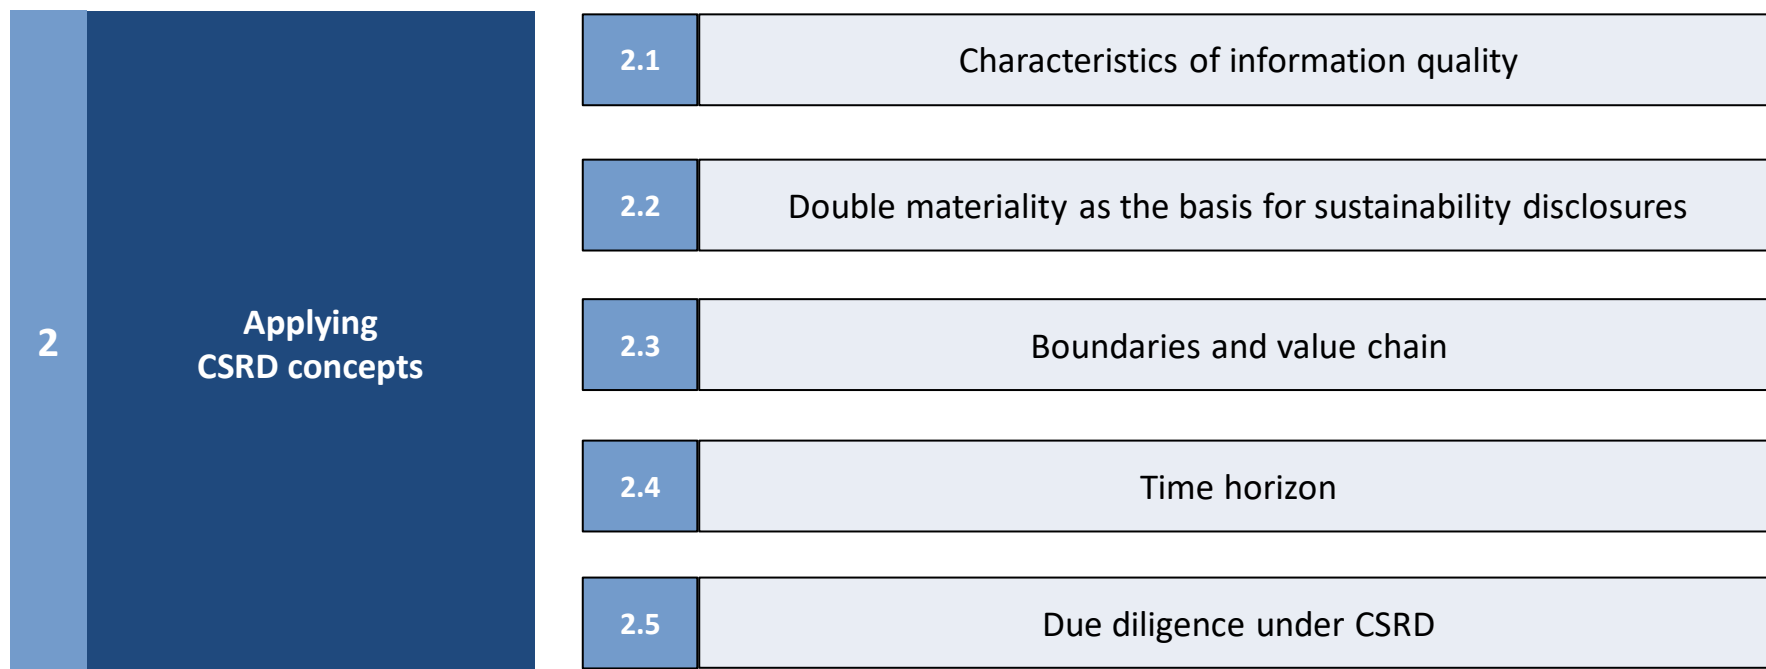 2
Applying
CSRD concepts
2.1
Characteristics of information quality
2.2
Double materiality as the basis for sustainability disclosures
2.3
Boundaries and value chain
2.4
Time horizon
2.5
Due diligence under CSRD